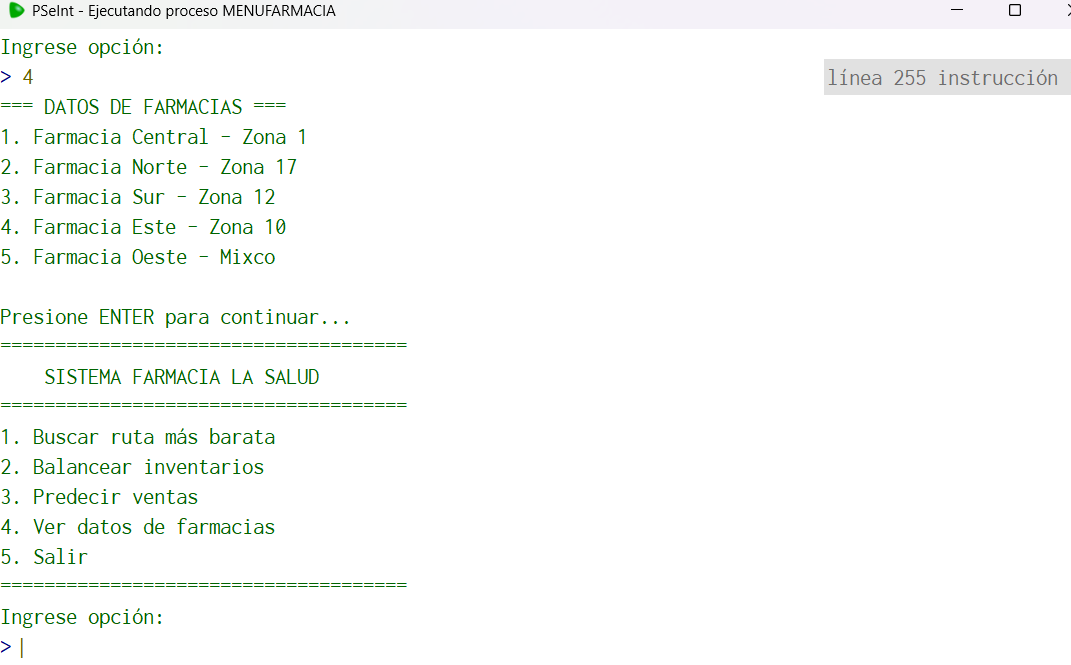 PSeInt - Ejecutando proceso MENUFARMACIA
Ingrese opción:
> 4
línea 255 instrucción
=== DATOS DE FARMACIAS ===
1. Farmacia Central - Zona 1
2. Farmacia Norte - Zona 17
3. Farmacia Sur - Zona 12
4. Farmacia Este - Zona 10
5. Farmacia Oeste - Mixco
Presione ENTER para continuar...
=====================================
SISTEMA FARMACIA LA SALUD
=====================================
1. Buscar ruta más barata
2. Balancear inventarios
3. Predecir ventas
4. Ver datos de farmacias
5. Salir
=====================================
Ingrese opción:
>